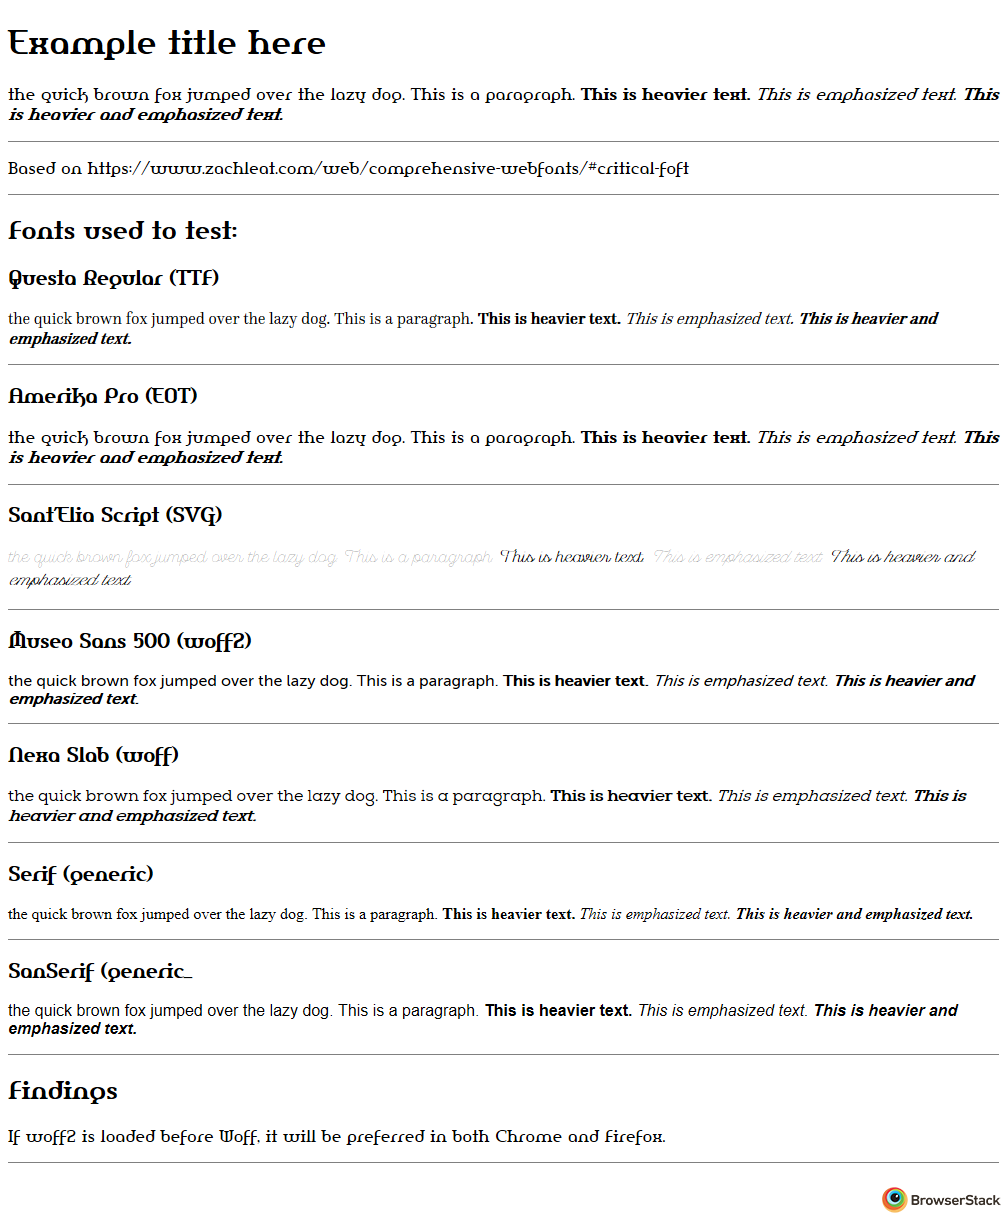 Example title here
the quick brown fox jumped over the lazy dog. This is a paragraph. This is heavier text. This is emphasized text. This
is heavier and emphasized text.
Based on https://www.zachleat.com/web/comprehensive-webfonts/#critical-foft
Fonts used to test:
Questa Regular (TTF)
the quick brown fox jumped over the lazy dog. This is a paragraph. This is heavier text. This is emphasized text. This is heavier and
emphasized text.
Amerika Pro (EOT)
the quick brown fox jumped over the lazy dog. This is a paragraph. This is heavier text. This is emphasized text. This
is heavier and emphasized text.
Sant'Elia Script (SVG)
the quick brown fox jumped over the lazy dog. This is a paragraph. This is heavier text. This is emphasized text. This is heavier and
emphasized text.
Museo Sans 500 (woff2)
the quick brown fox jumped over the lazy dog. This is a paragraph. This is heavier text. This is emphasized text. This is heavier and
emphasized text.
Nexa Slab (woff)
the quick brown fox jumped over the lazy dog. This is a paragraph. This is heavier text. This is emphasized text. This is
heavier and emphasized text.
Serif (generic)
the quick brown fox jumped over the lazy dog. This is a paragraph. This is heavier text. This is emphasized text. This is heavier and emphasized text.
SanSerif (generic_
the quick brown fox jumped over the lazy dog. This is a paragraph. This is heavier text. This is emphasized text. This is heavier and
emphasized text.
Findings
If woff2 is loaded before Woff, it will be preferred in both Chrome and Firefox.
BrowserStack